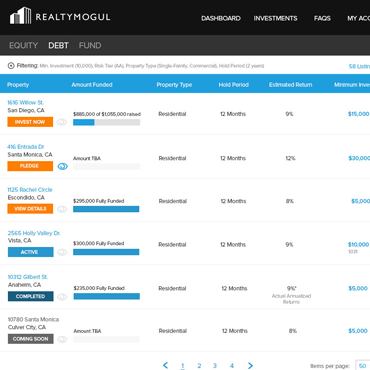 REALTYMOGUL
DASHBOARD INVESTMENTS FAQS MY ACC
EQUITY DEBT FUND
Filtering: Min. Investment (10,000), Risk Tier (AA), Property Type (Single-Family, Commercial), Hold Period (2 years) 58 Listin
Property Amount Funded Property Type Hold Period Estimated Return Minimum Inve
1616 Willow St.
San Diego, CA
INVEST NOW
$885,000 of $1,055,000 raised
Residential 12 Months 9% $15,000
416 Entrada Dr
Santa Monica, CA
PLEDGE
Amount TBA
Residential 12 Months 12% $30,000
1125 Rachel Circle
Escondido, CA
VIEW DETAILS
$295,000 Fully Funded
Residential 12 Months 8% $5,000
2565 Holly Valley Dr.
Vista, CA
ACTIVE
$300,000 Fully Funded
Residential 12 Months 9% $10,000
10312 Gilbert St.
Anaheim, CA
COMPLETED
$235,000 Fully Funded
Residential 12 Months 9%* $5,000
Actual Annualized
Returns
10780 Santa Monica
Culver City, CA
COMING SOON
Amount TBA
Residential 12 Months 8% $5,000
1 2 3 4
Items per page: 50